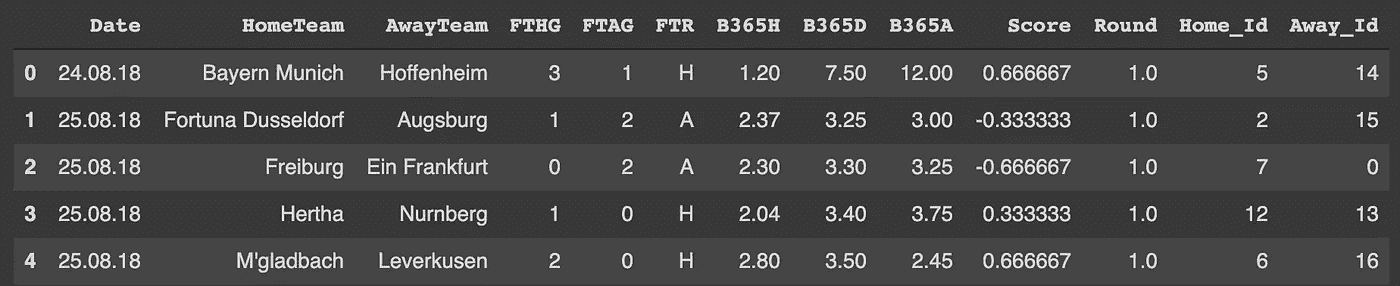 Date HomeTeam AwayTeam FTHG FTAG FTR B365H B365D B365A Score Round Home_Id Away_Id
0 24.08.18 Bayern Munich Hoffenheim 3 1 H 1.20 7.50 12.00 0.666667 1.0 5 14
1 25.08.18 Fortuna Dusseldorf Augsburg 1 2 A 2.37 3.25 3.00 -0.333333 1.0 2 15
2 25.08.18 Freiburg Ein Frankfurt 0 2 A 2.30 3.30 3.25 -0.666667 1.0 7 0
3 25.08.18 Hertha Nurnberg 1 0 H 2.04 3.40 3.75 0.333333 1.0 12 13
4 25.08.18 M'gladbach Leverkusen 2 0 H 2.80 3.50 2.45 0.666667 1.0 6 16